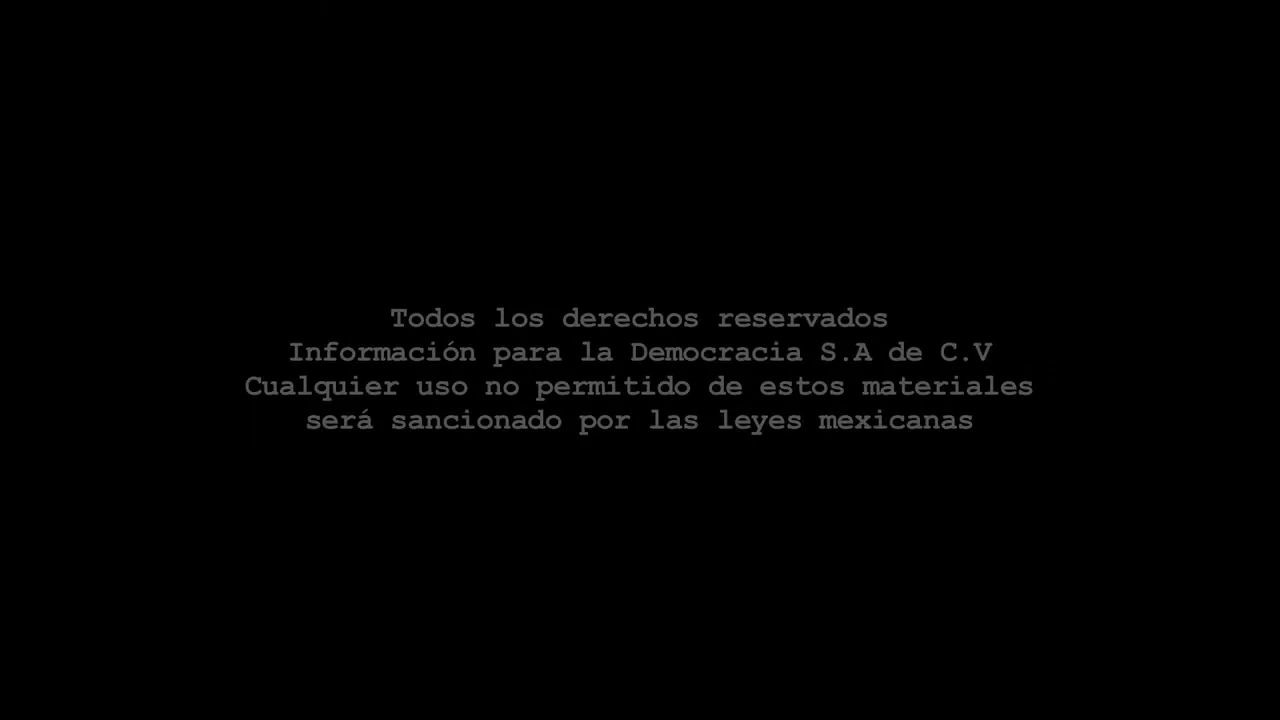 Todos los derechos reservados
Información para la Democracia S.A de C.V
Cualquier uso no permitido de estos materiales
será sancionado por las leyes mexicanas